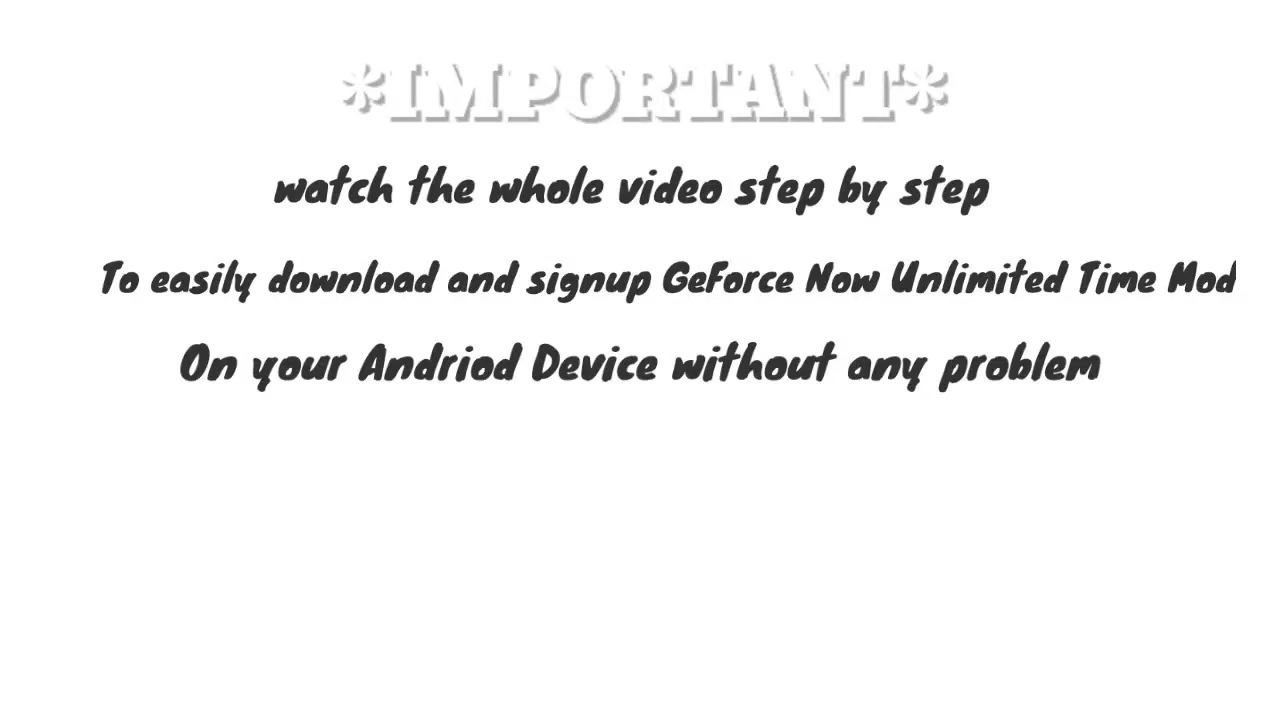 *IMPORTANT*
watch the whole video step by step
To easily download and signup GeForce Now Unlimited Time Mod
On your Andriod Device without any problem